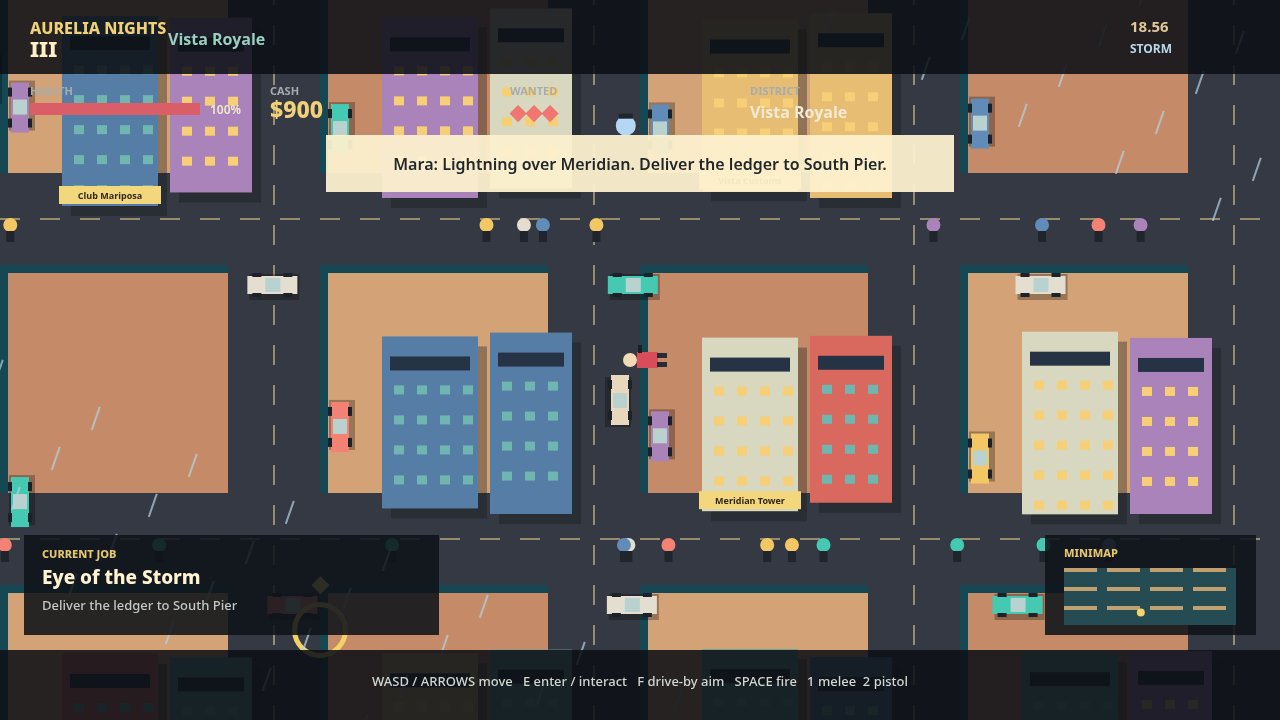 AURELIA NIGHTS
III
Vista Royale
18.56
STORM
HEALTH
100%
CASH
$900
WANTED
DISTRICT
Vista Royale
Mara: Lightning over Meridian. Deliver the ledger to South Pier.
Vista Customs
Club Mariposa
Meridian Tower
CURRENT JOB
Eye of the Storm
Deliver the ledger to South Pier
MINIMAP
WASD / ARROWS move E enter / interact F drive-by aim SPACE fire 1 melee 2 pistol